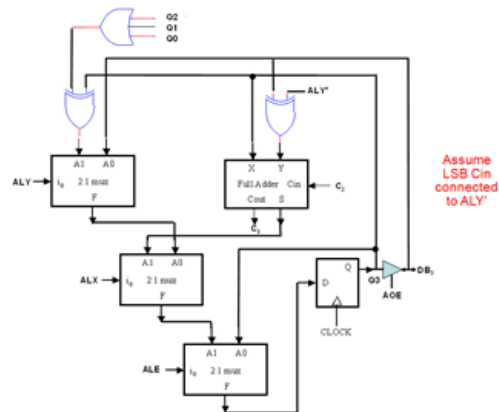 Q2
Q1
Q0
ALY'
A1 A0
ALY
i0
2:1 mux
F
X Y
Full Adder Cin
Cout S
C2
C3
Assume
LSB Cin
connected
to ALY'
A1 A0
ALX
i0
2:1 mux
F
D
Q
Q3
DB3
AOE
CLOCK
A1 A0
ALE
i0
2:1 mux
F